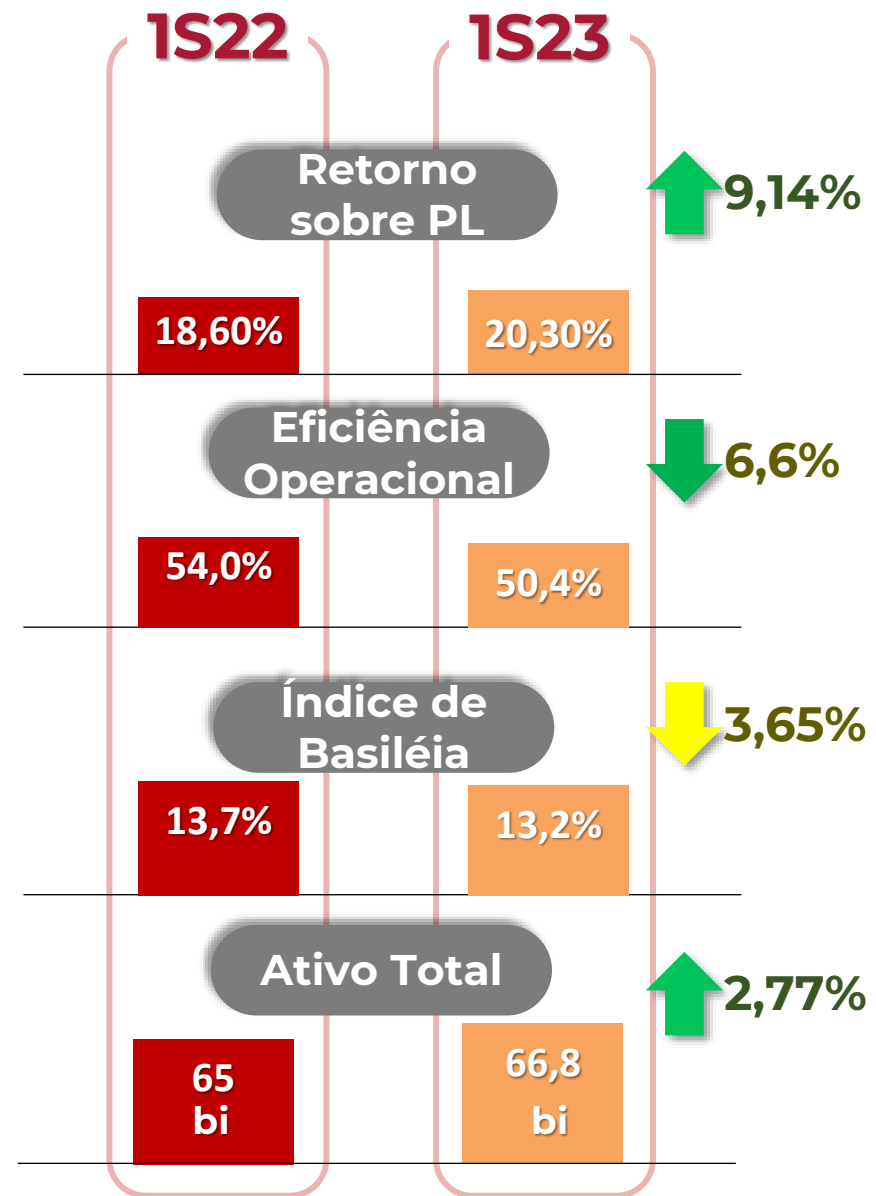 1S22 1S23
Retorno
sobre PL
9,14%
18,60% 20,30%
Eficiência
Operacional
6,6%
54,0% 50,4%
Índice de
Basiléia
3,65%
13,7% 13,2%
Ativo Total
2,77%
65
bi
66,8
bi